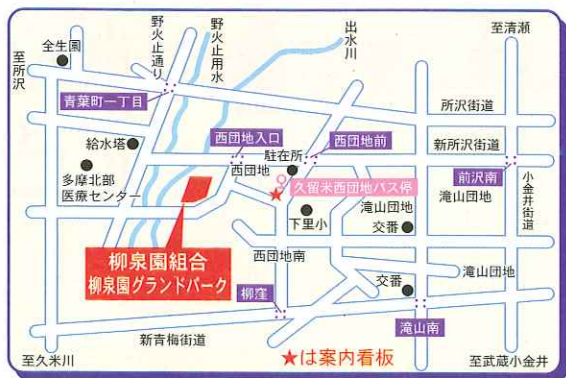 至清瀬
出水川
野火止用水
野火止通り
全生園
至所沢
青葉町一丁目
所沢街道
給水塔
西団地入口
西団地前
新所沢街道
駐在所
西団地
多摩北部
医療センター
久留米西団地バス停
前沢南
小金井街道
滝山団地
下里小
滝山団地
交番
柳泉園組合
柳泉園グランドパーク
西団地南
滝山団地
交番
柳窪
滝山南
新青梅街道
至久米川
★は案内看板
至武蔵小金井